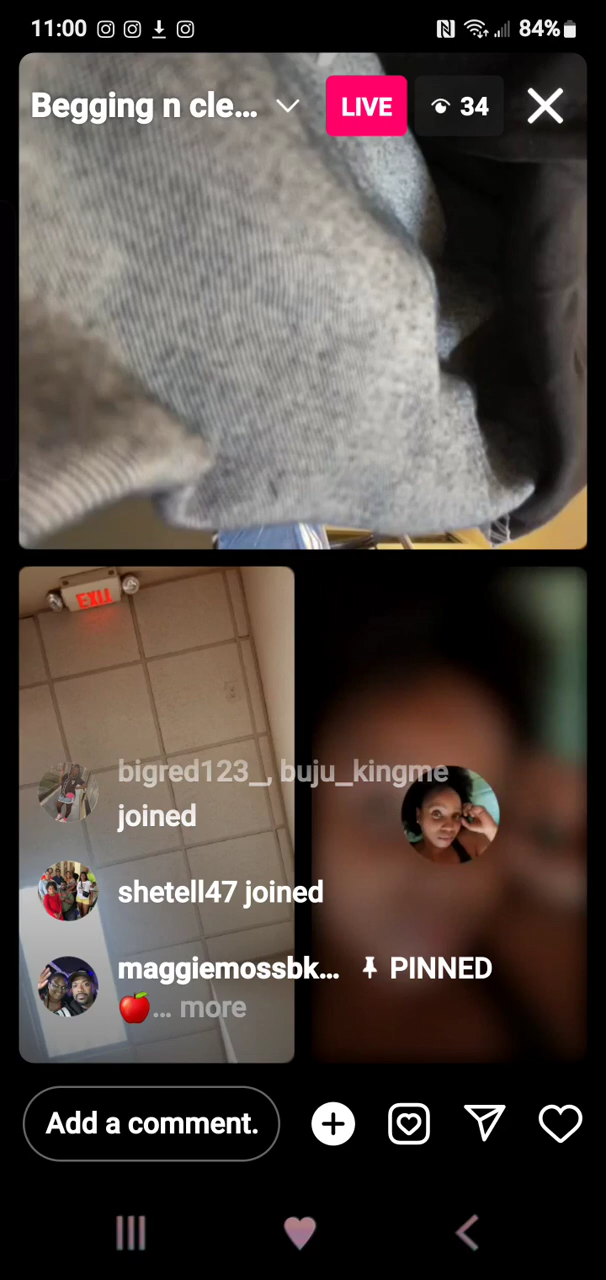 11:00
84%
Begging n cle...
LIVE
34
EXIT
bigred123_, buju_kingme
joined
shetell47 joined
maggiemossbk... PINNED
🍎... more
Add a comment.